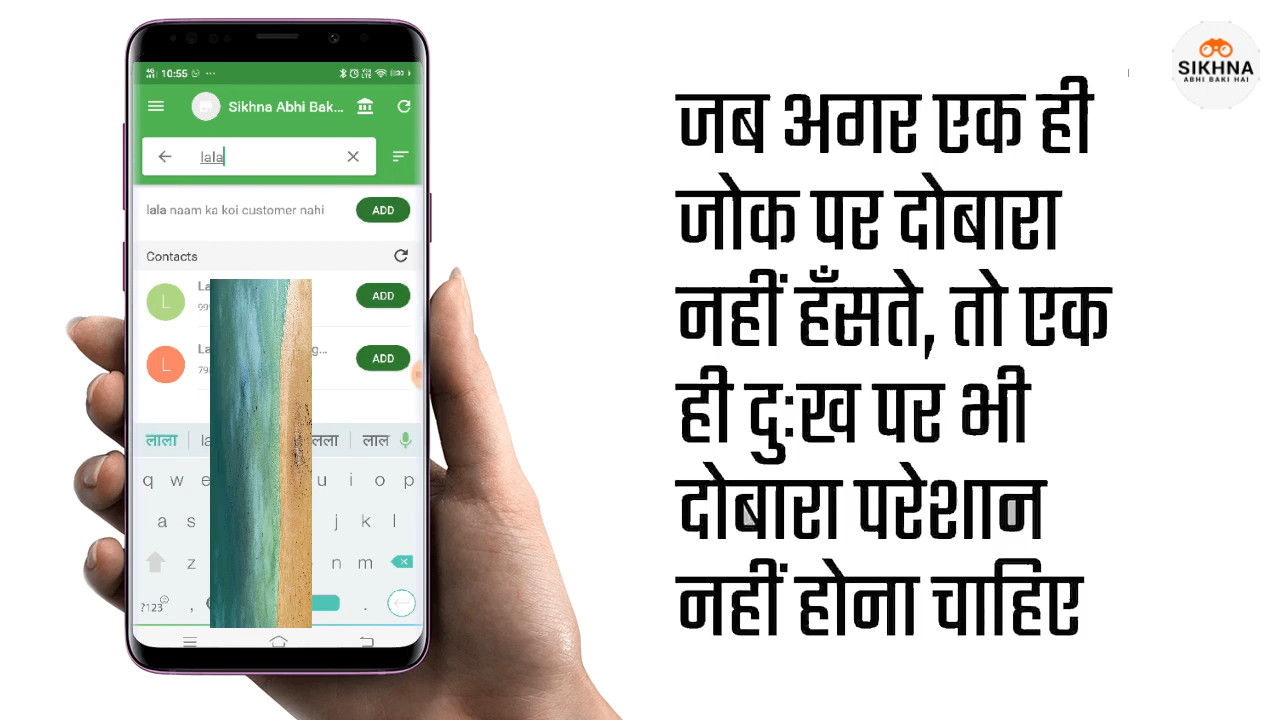 10:55
Sikhna Abhi Bak...
lala
lala naam ka koi customer nahi ADD
Contacts
L ADD
L ADD
लाला लाल
q w e u i o p
a s j k l
z n m
?123 , .
SIKHNA
ABHI BAKI HAI
जब अगर एक ही
जोक पर दोबारा
नहीं हँसते, तो एक
ही दुःख पर भी
दोबारा परेशान
नहीं होना चाहिए